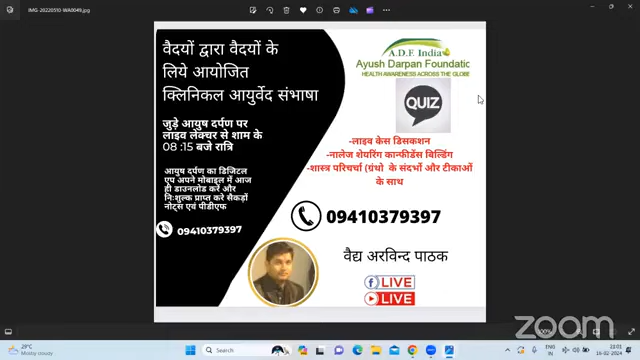 IMG-20220510-WA0049.jpg
वैदयों द्वारा वैदयों के
लिये आयोजित
क्लिनिकल आयुर्वेद संभाषा
जुड़े आयुष दर्पण पर
लाइव लेक्चर से शाम के
08 :15 बजे रात्रि
आयुष दर्पण का डिजिटल
एप अपने मोबाइल में आज
ही डाउनलोड करें और
नि:शुल्क प्राप्त करे सैकड़ों
नोट्स एवं पीडीएफ
09410379397
A.D.F. India
Ayush Darpan Foundatic
HEALTH AWARENESS ACROSS THE GLOBE
QUIZ
-लाइव केस डिसकशन
-नालेज शेयरिंग कान्फीडेंस बिल्डिंग
-शास्त्र परिचर्चा (ग्रंथो के संदर्भों और टीकाओं
के साथ
09410379397
वैद्य अरविन्द पाठक
LIVE
LIVE
zoom
100%
29°C
Mostly cloudy
Search
ENG
IN
16-02-2024